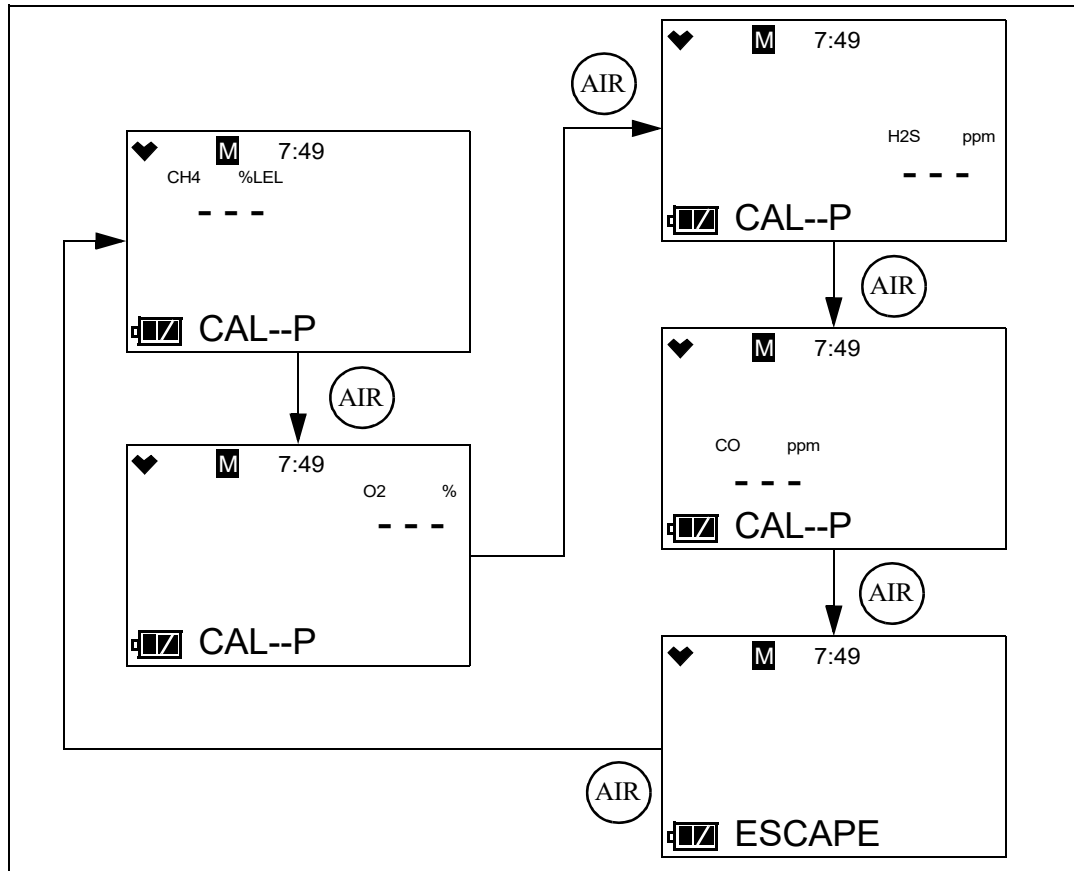 M 7:49
CH4 %LEL
- - -
CAL--P
AIR
M 7:49
O2 %
- - -
CAL--P
AIR
M 7:49
H2S ppm
- - -
CAL--P
AIR
M 7:49
CO ppm
- - -
CAL--P
AIR
M 7:49
ESCAPE
AIR